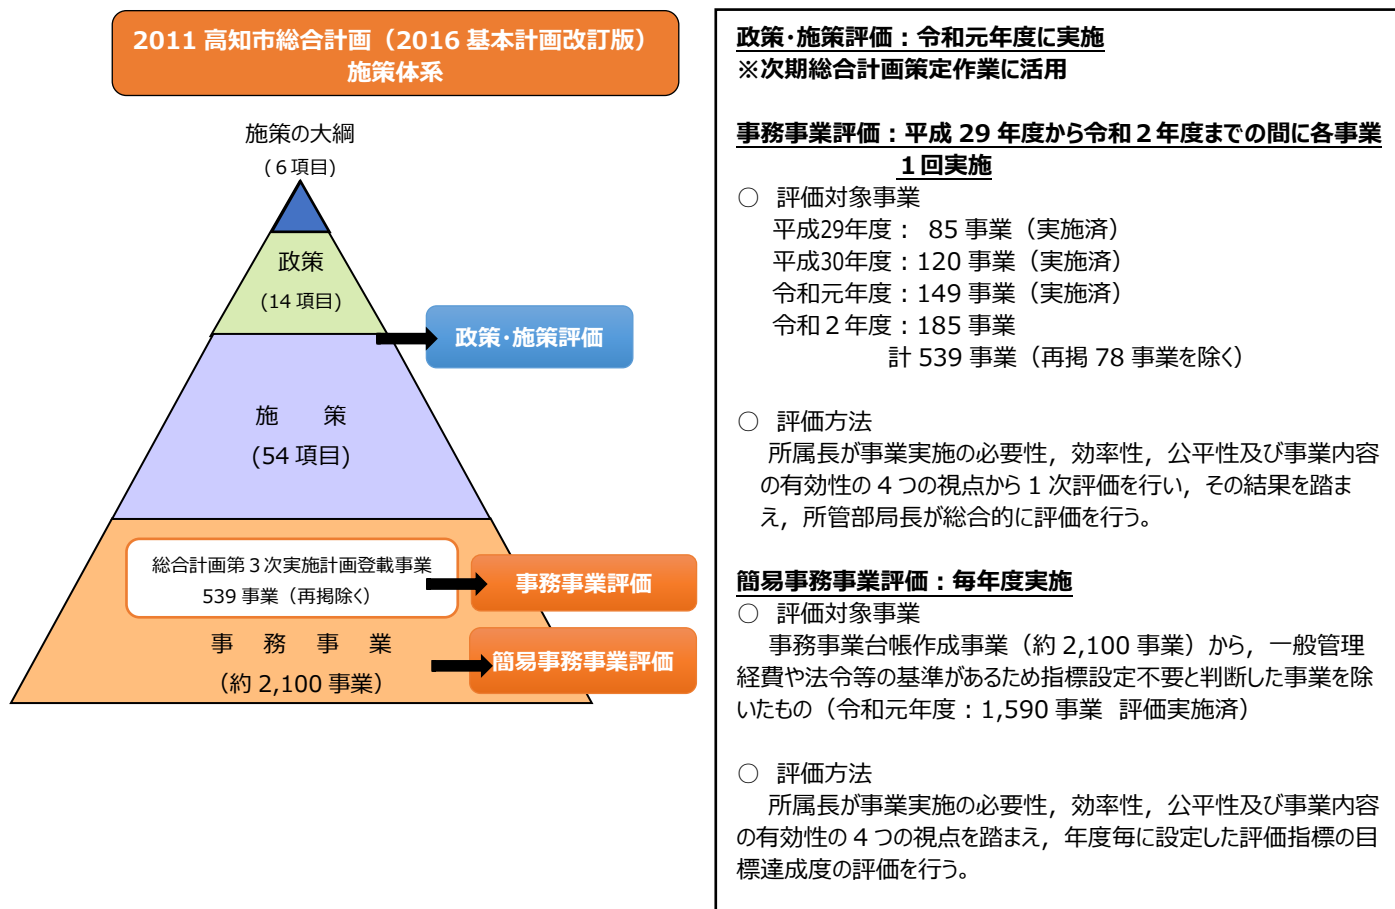 2011 高知市総合計画（2016 基本計画改訂版）
施策体系
施策の大綱
(６項目)
政策
(14 項目)
政策・施策評価
施　　策
(54 項目)
総合計画第３次実施計画登載事業
539 事業（再掲除く）
事務事業評価
事　務　事　業
（約 2,100 事業）
簡易事務事業評価
政策・施策評価：令和元年度に実施
※次期総合計画策定作業に活用
事務事業評価：平成 29 年度から令和２年度までの間に各事業
１回実施
○　評価対象事業
平成29年度： 85 事業（実施済）
平成30年度：120 事業（実施済）
令和元年度：149 事業（実施済）
令和２年度：185 事業
計 539 事業（再掲 78 事業を除く）
○　評価方法
所属長が事業実施の必要性，効率性，公平性及び事業内容
の有効性の４つの視点から１次評価を行い，その結果を踏ま
え，所管部局長が総合的に評価を行う。
簡易事務事業評価：毎年度実施
○　評価対象事業
事務事業台帳作成事業（約 2,100 事業）から，一般管理
経費や法令等の基準があるため指標設定不要と判断した事業を除
いたもの（令和元年度：1,590 事業 評価実施済）
○　評価方法
所属長が事業実施の必要性，効率性，公平性及び事業内容
の有効性の４つの視点を踏まえ，年度毎に設定した評価指標の目
標達成度の評価を行う。